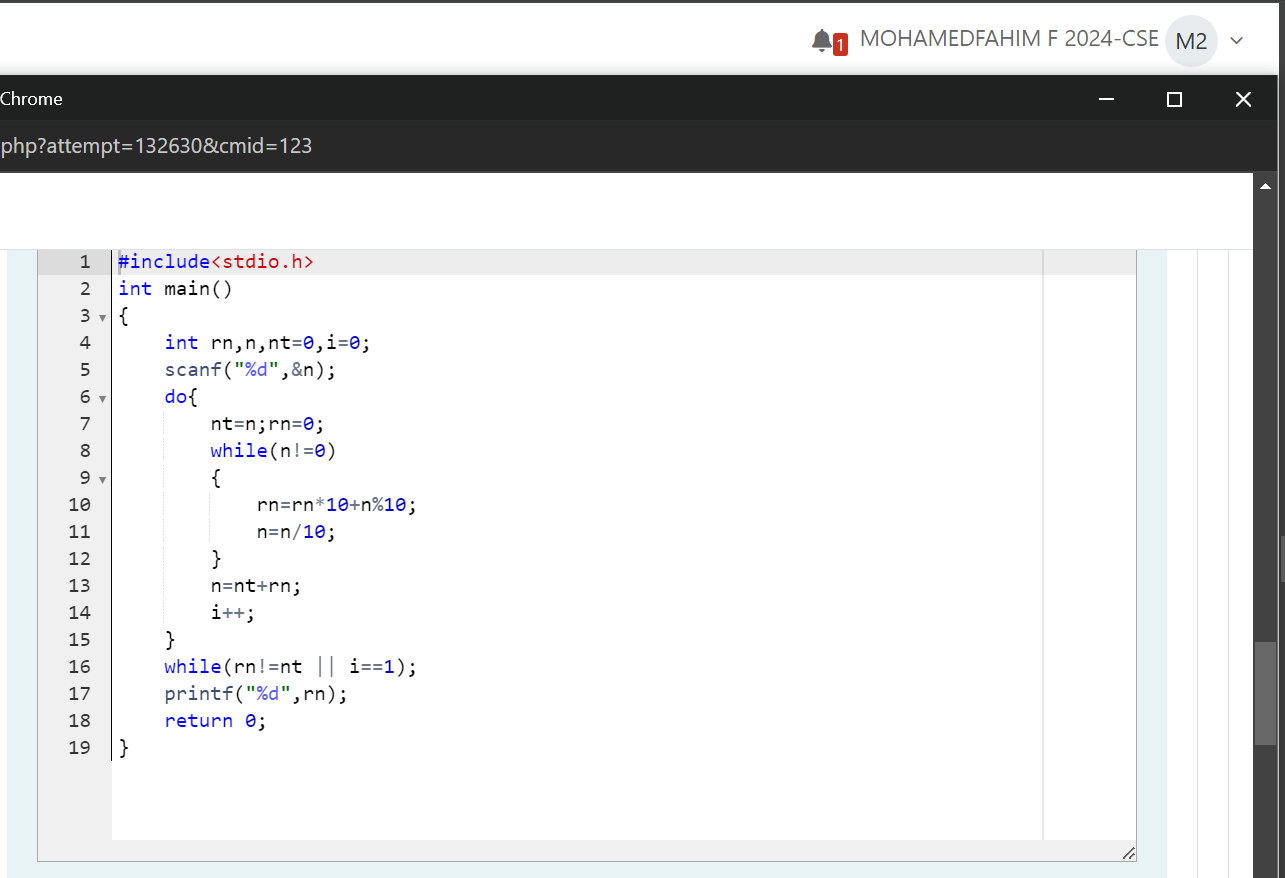 1 MOHAMEDFAHIM F 2024-CSE M2
Chrome
php?attempt=132630&cmid=123
1 #include<stdio.h>
2 int main()
3 {
4     int rn,n,nt=0,i=0;
5     scanf("%d",&n);
6     do{
7         nt=n;rn=0;
8         while(n!=0)
9         {
10             rn=rn*10+n%10;
11             n=n/10;
12         }
13         n=nt+rn;
14         i++;
15     }
16     while(rn!=nt || i==1);
17     printf("%d",rn);
18     return 0;
19 }